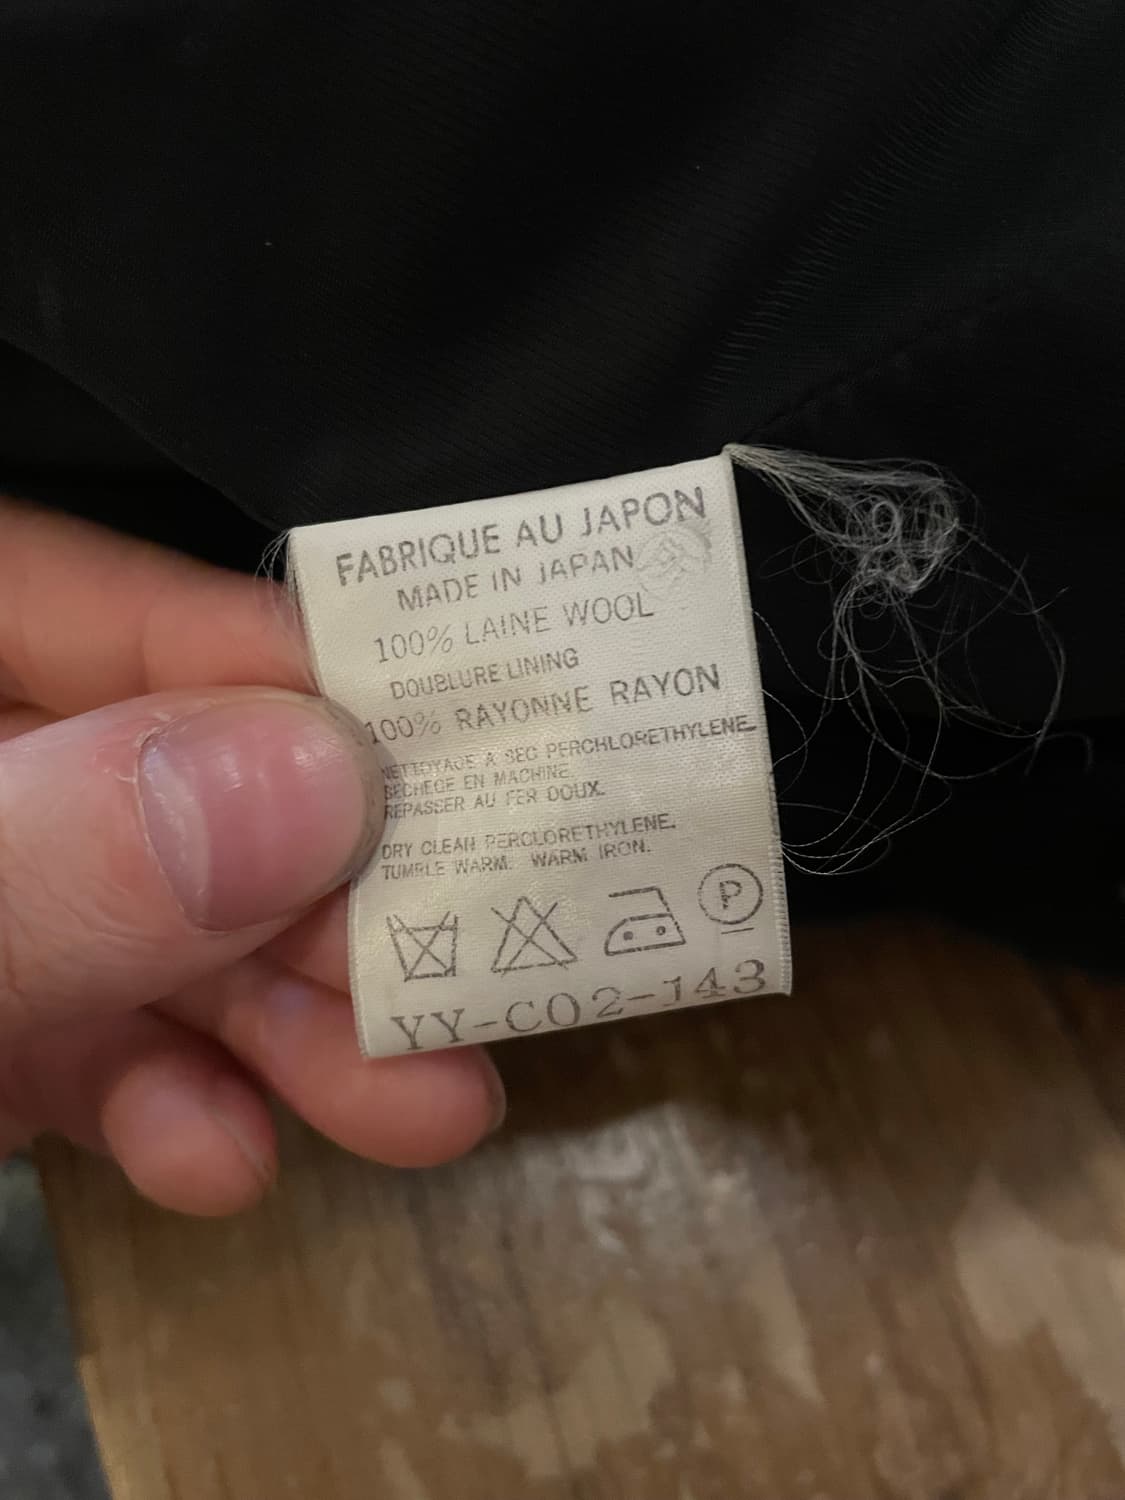 FABRIQUE AU JAPON
MADE IN JAPAN
100% LAINE WOOL
DOUBLURE LINING
100% RAYONNE RAYON
NETTOYAGE A SEC PERCHLORETHYLENE.
SECHEGE EN MACHINE
REPASSER AU FER DOUX.
DRY CLEAN PERCLORETHYLENE.
TUMBLE WARM. WARM IRON.
P
YY-C02-143